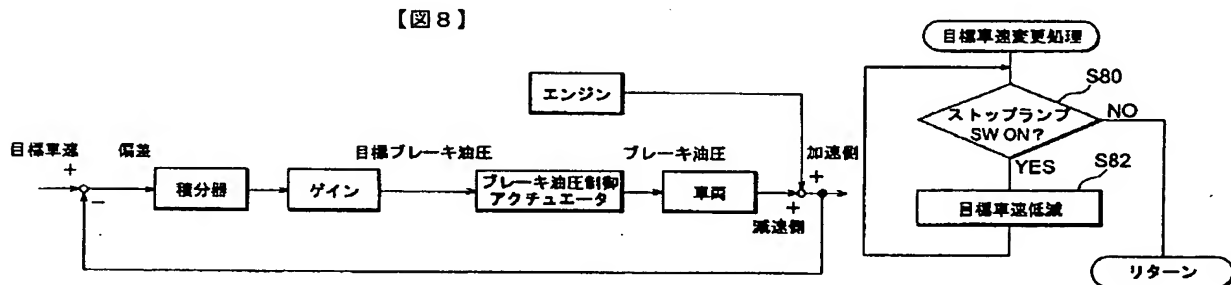 【図8】
エンジン
目標車速
+
偏差
−
積分器
ゲイン
目標ブレーキ油圧
ブレーキ油圧制御
アクチュエータ
ブレーキ油圧
車両
加速側
+
+
減速側
目標車速変更処理
S80
ストップランプ
SW ON?
NO
YES
S82
目標車速低減
リターン